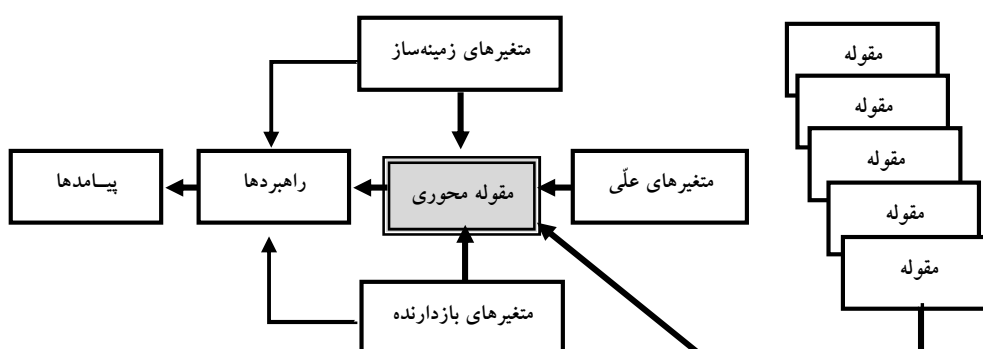 متغیرهای زمینه‌ساز
مقوله
مقوله
مقوله
مقوله
مقوله
متغیرهای علّی
مقوله محوری
راهبردها
پیـامدها
متغیرهای بازدارنده